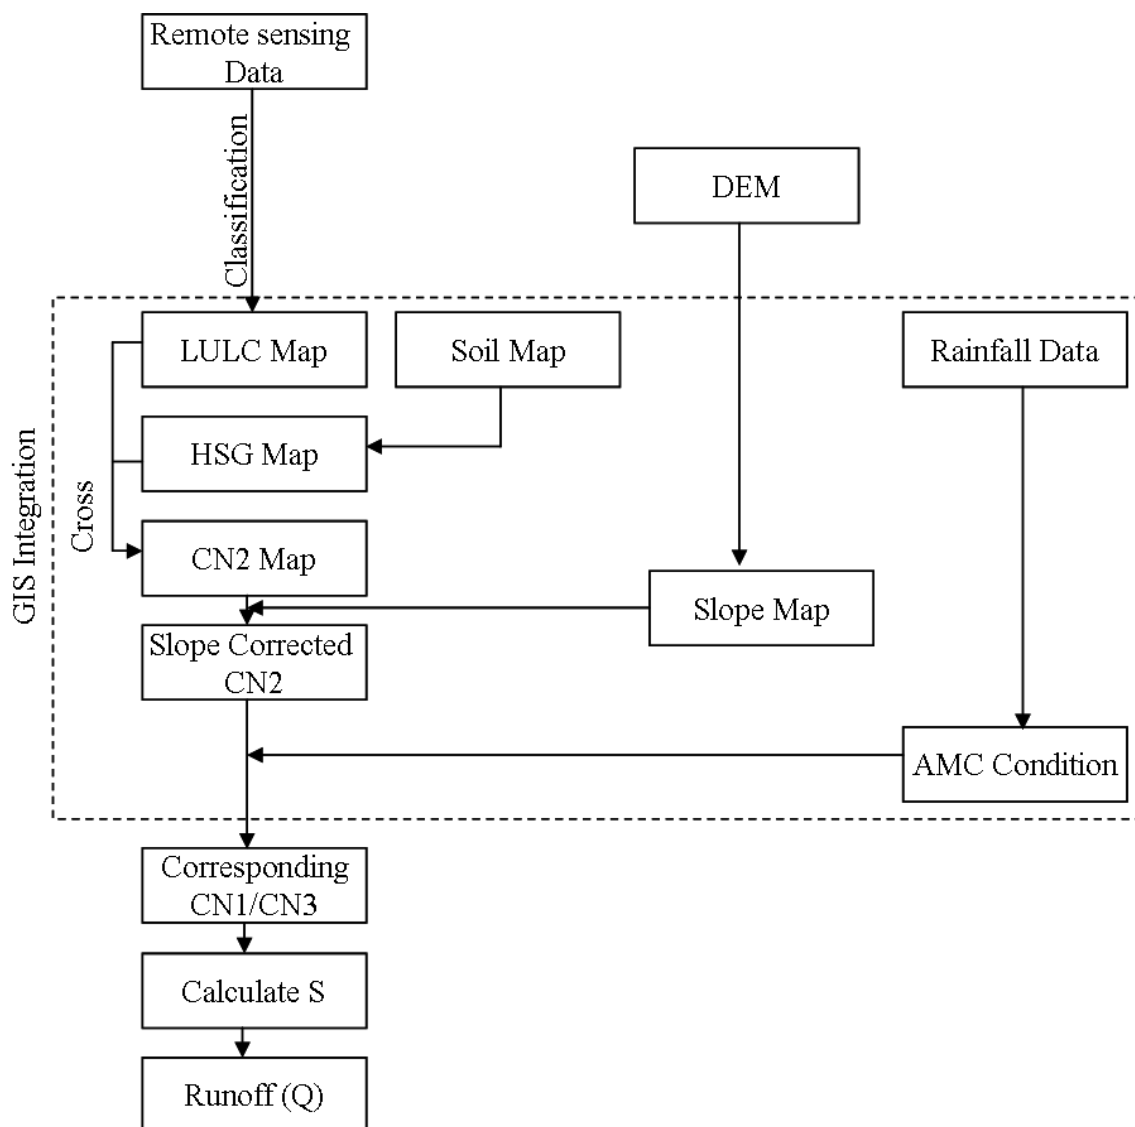 Remote sensing
Data
Classification
DEM
LULC Map
Soil Map
Rainfall Data
HSG Map
GIS Integration
Cross
CN2 Map
Slope Map
Slope Corrected
CN2
AMC Condition
Corresponding
CN1/CN3
Calculate S
Runoff (Q)